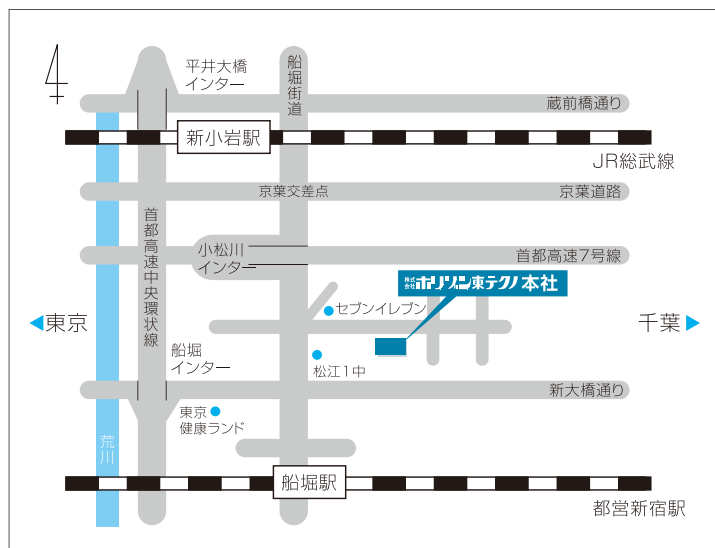 平井大橋
インター
船堀街道
蔵前橋通り
新小岩駅
JR総武線
京葉交差点
京葉道路
首都高速中央環状線
小松川
インター
首都高速7号線
株式会社ホリゾン東テクノ本社
セブンイレブン
東京
千葉
船堀
インター
松江1中
新大橋通り
東京
健康ランド
荒川
船堀駅
都営新宿駅